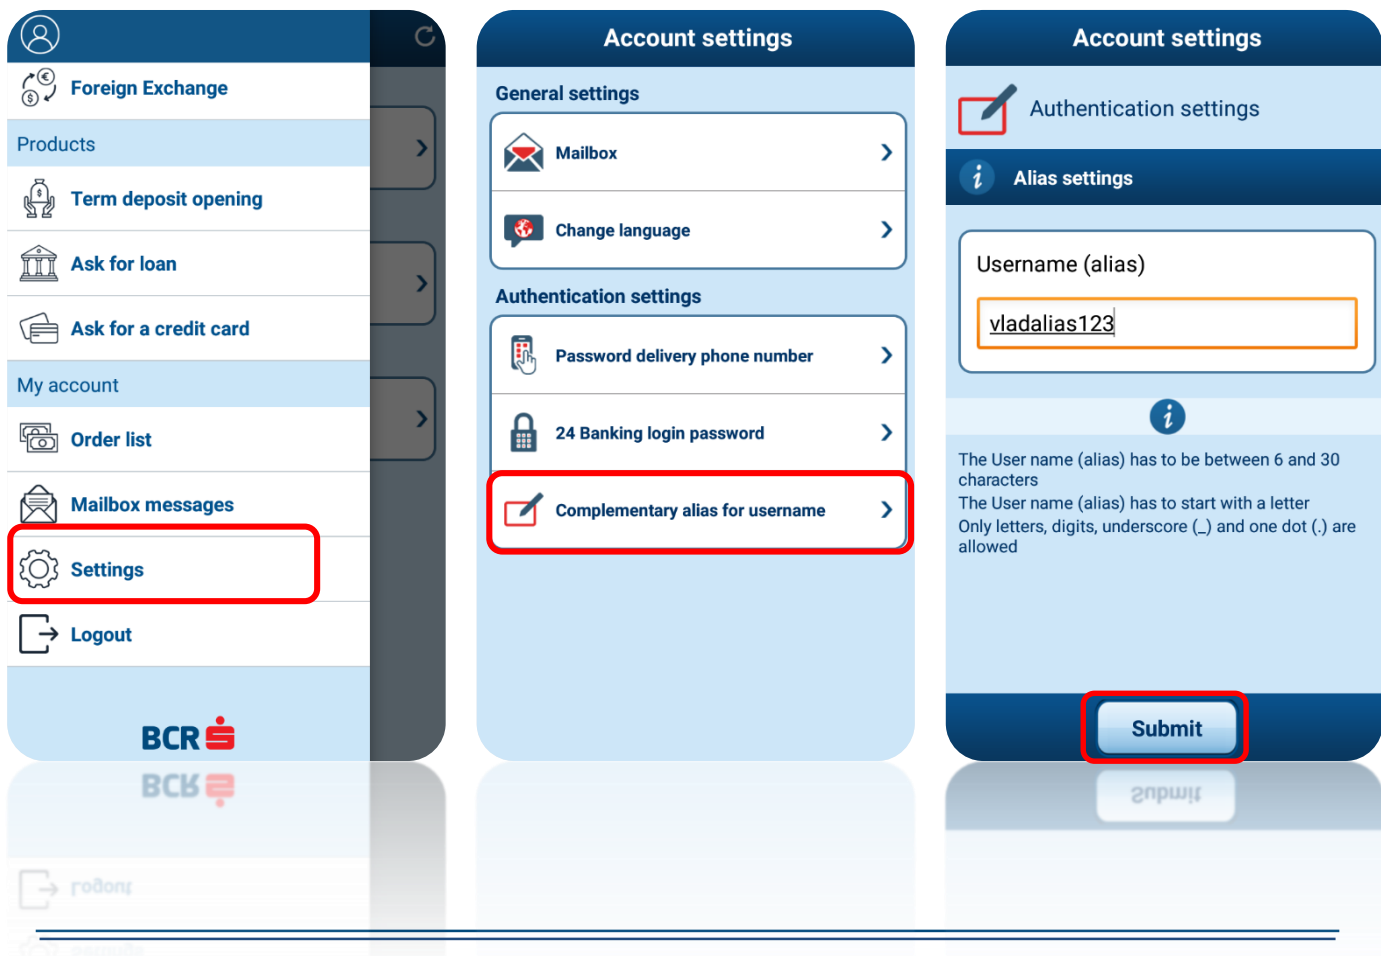 Foreign Exchange
Products
Term deposit opening
Ask for loan
Ask for a credit card
My account
Order list
Mailbox messages
Settings
Logout
BCR
Account settings
General settings
Mailbox
Change language
Authentication settings
Password delivery phone number
24 Banking login password
Complementary alias for username
Account settings
Authentication settings
Alias settings
Username (alias)
vladalias123
The User name (alias) has to be between 6 and 30
characters
The User name (alias) has to start with a letter
Only letters, digits, underscore (_) and one dot (.) are
allowed
Submit